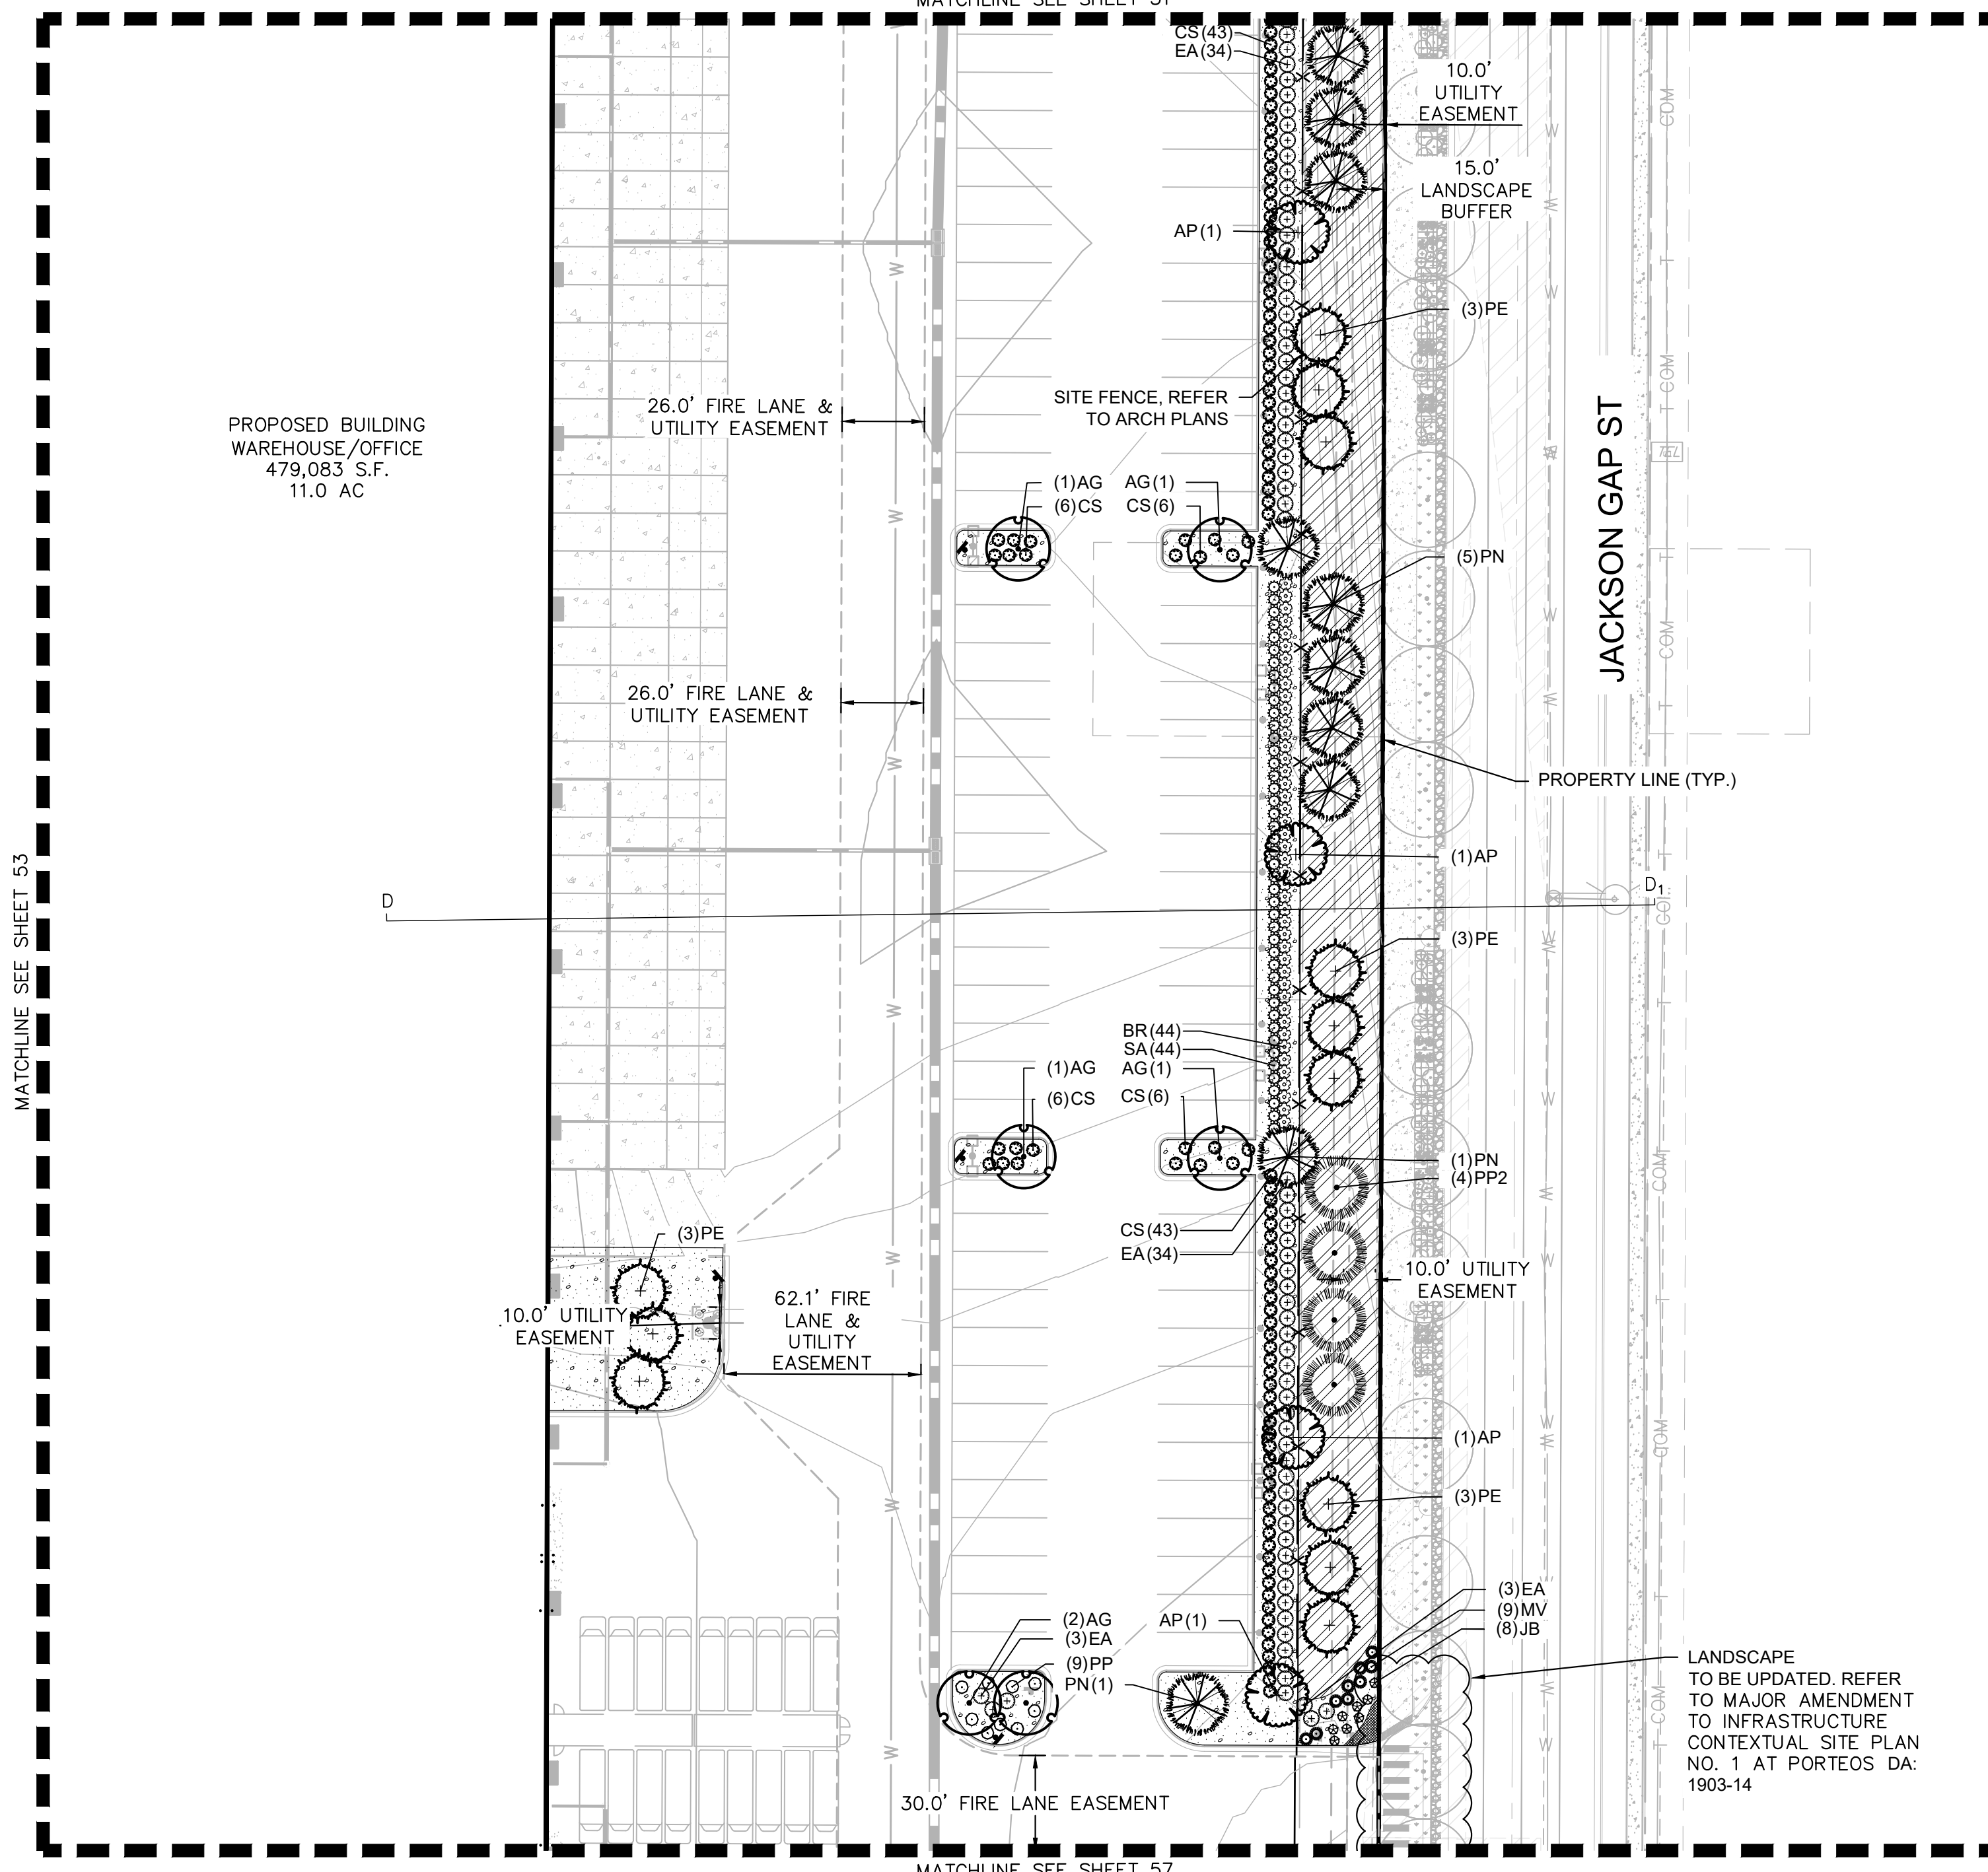 MATCHLINE SEE SHEET 51
CS(43)
EA(34)
10.0'
UTILITY
EASEMENT
15.0'
LANDSCAPE
BUFFER
AP(1)
(3)PE
SITE FENCE, REFER
TO ARCH PLANS
26.0' FIRE LANE &
UTILITY EASEMENT
PROPOSED BUILDING
WAREHOUSE/OFFICE
479,083 S.F.
11.0 AC
JACKSON GAP ST
(1)AG
(6)CS
AG(1)
CS(6)
(5)PN
26.0' FIRE LANE &
UTILITY EASEMENT
PROPERTY LINE (TYP.)
(1)AP
MATCHLINE SEE SHEET 53
D
D1
(3)PE
BR(44)
SA(44)
(1)AG
(6)CS
AG(1)
CS(6)
(1)PN
(4)PP2
CS(43)
EA(34)
(3)PE
10.0' UTILITY
EASEMENT
62.1' FIRE
LANE &
UTILITY
EASEMENT
10.0' UTILITY
EASEMENT
(1)AP
(3)PE
(3)EA
(9)MV
(8)JB
(2)AG
(3)EA
(9)PP
PN(1)
AP(1)
LANDSCAPE
TO BE UPDATED. REFER
TO MAJOR AMENDMENT
TO INFRASTRUCTURE
CONTEXTUAL SITE PLAN
NO. 1 AT PORTEOS DA:
1903-14
30.0' FIRE LANE EASEMENT
MATCHLINE SEE SHEET 57
W
W
W
W
W
W
W
W
COM
COM
COM
COM
COM
COM
T
T
T
TEL